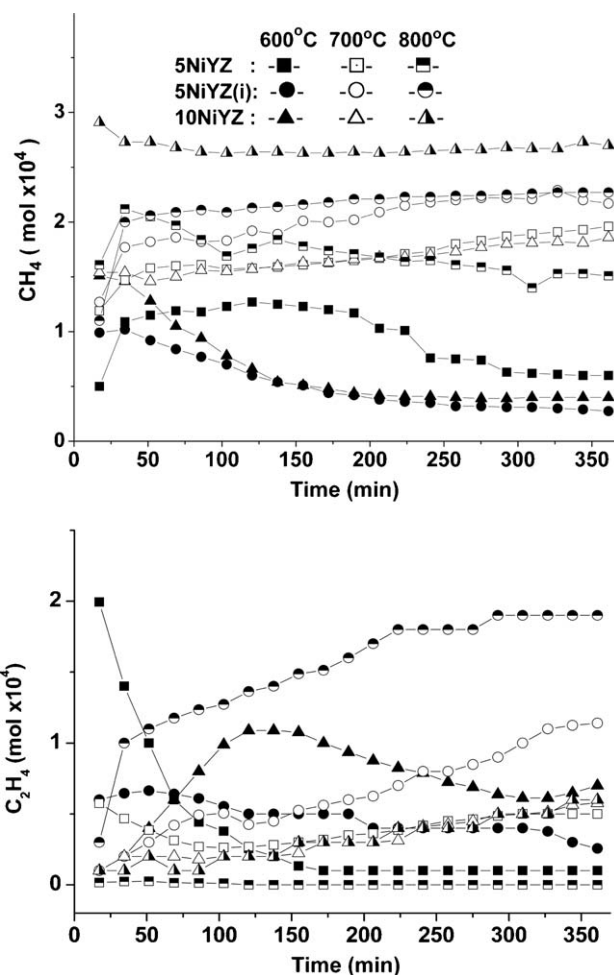 600°C 700°C 800°C
5NiYZ : -■- -□- -⬒-
5NiYZ(i): -●- -○- -◓-
10NiYZ : -▲- -△- -◮-
4
3
2
1
0
CH₄ ( mol x10⁴)
0 50 100 150 200 250 300 350
Time (min)
2
1
0
C₂H₄ (mol x10⁴)
0 50 100 150 200 250 300 350
Time (min)